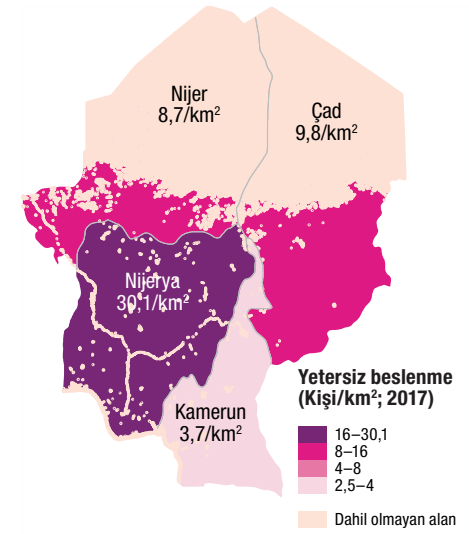 Nijer
8,7/km²
Çad
9,8/km²
Nijerya
30,1/km²
Kamerun
3,7/km²
Yetersiz beslenme
(Kişi/km²; 2017)
16–30,1
8–16
4–8
2,5–4
Dahil olmayan alan